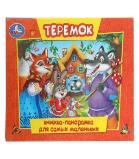 ТЕРЕМОК
книжка-панорамка
для самых маленьких